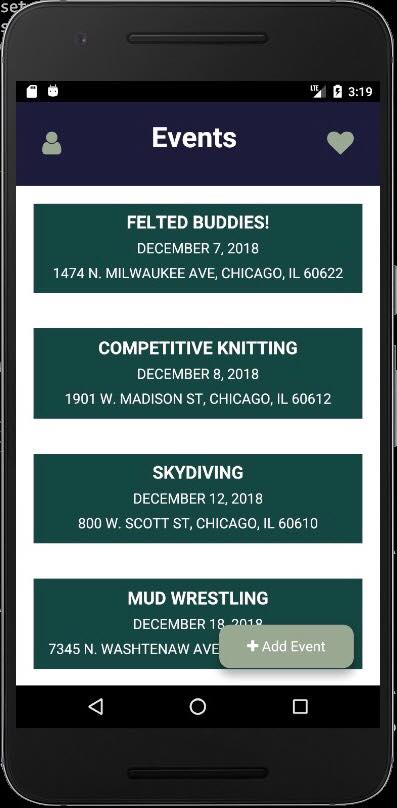 set
LTE 3:19
Events
FELTED BUDDIES!
DECEMBER 7, 2018
1474 N. MILWAUKEE AVE, CHICAGO, IL 60622
COMPETITIVE KNITTING
DECEMBER 8, 2018
1901 W. MADISON ST, CHICAGO, IL 60612
SKYDIVING
DECEMBER 12, 2018
800 W. SCOTT ST, CHICAGO, IL 60610
MUD WRESTLING
DECEMBER 18, 2018
7345 N. WASHTENAW AVE
Add Event